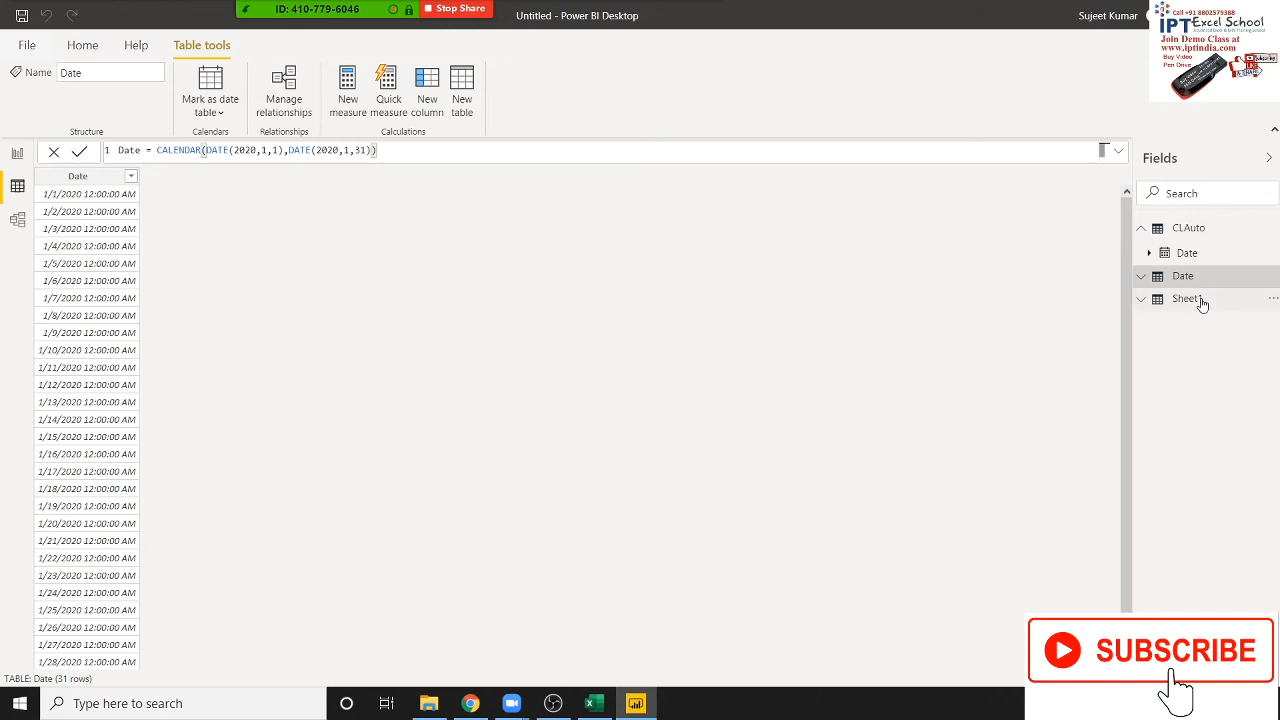 ID: 410-779-6046
Stop Share
Untitled - Power BI Desktop
Sujeet Kumar
Call +91 8802579388
iPT Excel School
Advanced Excel & VBA Training School
Join Demo Class at
www.iptindia.com
Buy Video
Pen Drive
File
Home
Help
Table tools
Name
Date
Mark as date
table
Manage
relationships
New
measure
Quick
measure
New
column
New
table
Structure
Calendars
Relationships
Calculations
1 Date = CALENDAR(DATE(2020,1,1),DATE(2020,1,31))
Date
1/1/2020 12:00:00 AM
1/2/2020 12:00:00 AM
1/3/2020 12:00:00 AM
1/4/2020 12:00:00 AM
1/5/2020 12:00:00 AM
1/6/2020 12:00:00 AM
1/7/2020 12:00:00 AM
1/8/2020 12:00:00 AM
1/9/2020 12:00:00 AM
1/10/2020 12:00:00 AM
1/11/2020 12:00:00 AM
1/12/2020 12:00:00 AM
1/13/2020 12:00:00 AM
1/14/2020 12:00:00 AM
1/15/2020 12:00:00 AM
1/16/2020 12:00:00 AM
1/17/2020 12:00:00 AM
1/18/2020 12:00:00 AM
1/19/2020 12:00:00 AM
1/20/2020 12:00:00 AM
1/21/2020 12:00:00 AM
1/22/2020 12:00:00 AM
1/23/2020 12:00:00 AM
1/24/2020 12:00:00 AM
1/25/2020 12:00:00 AM
1/26/2020 12:00:00 AM
1/27/2020 12:00:00 AM
1/28/2020 12:00:00 AM
Fields
Search
CLAuto
Date
Date
Sheet1
SUBSCRIBE
TABLE: Date (31 rows)
Type here to search